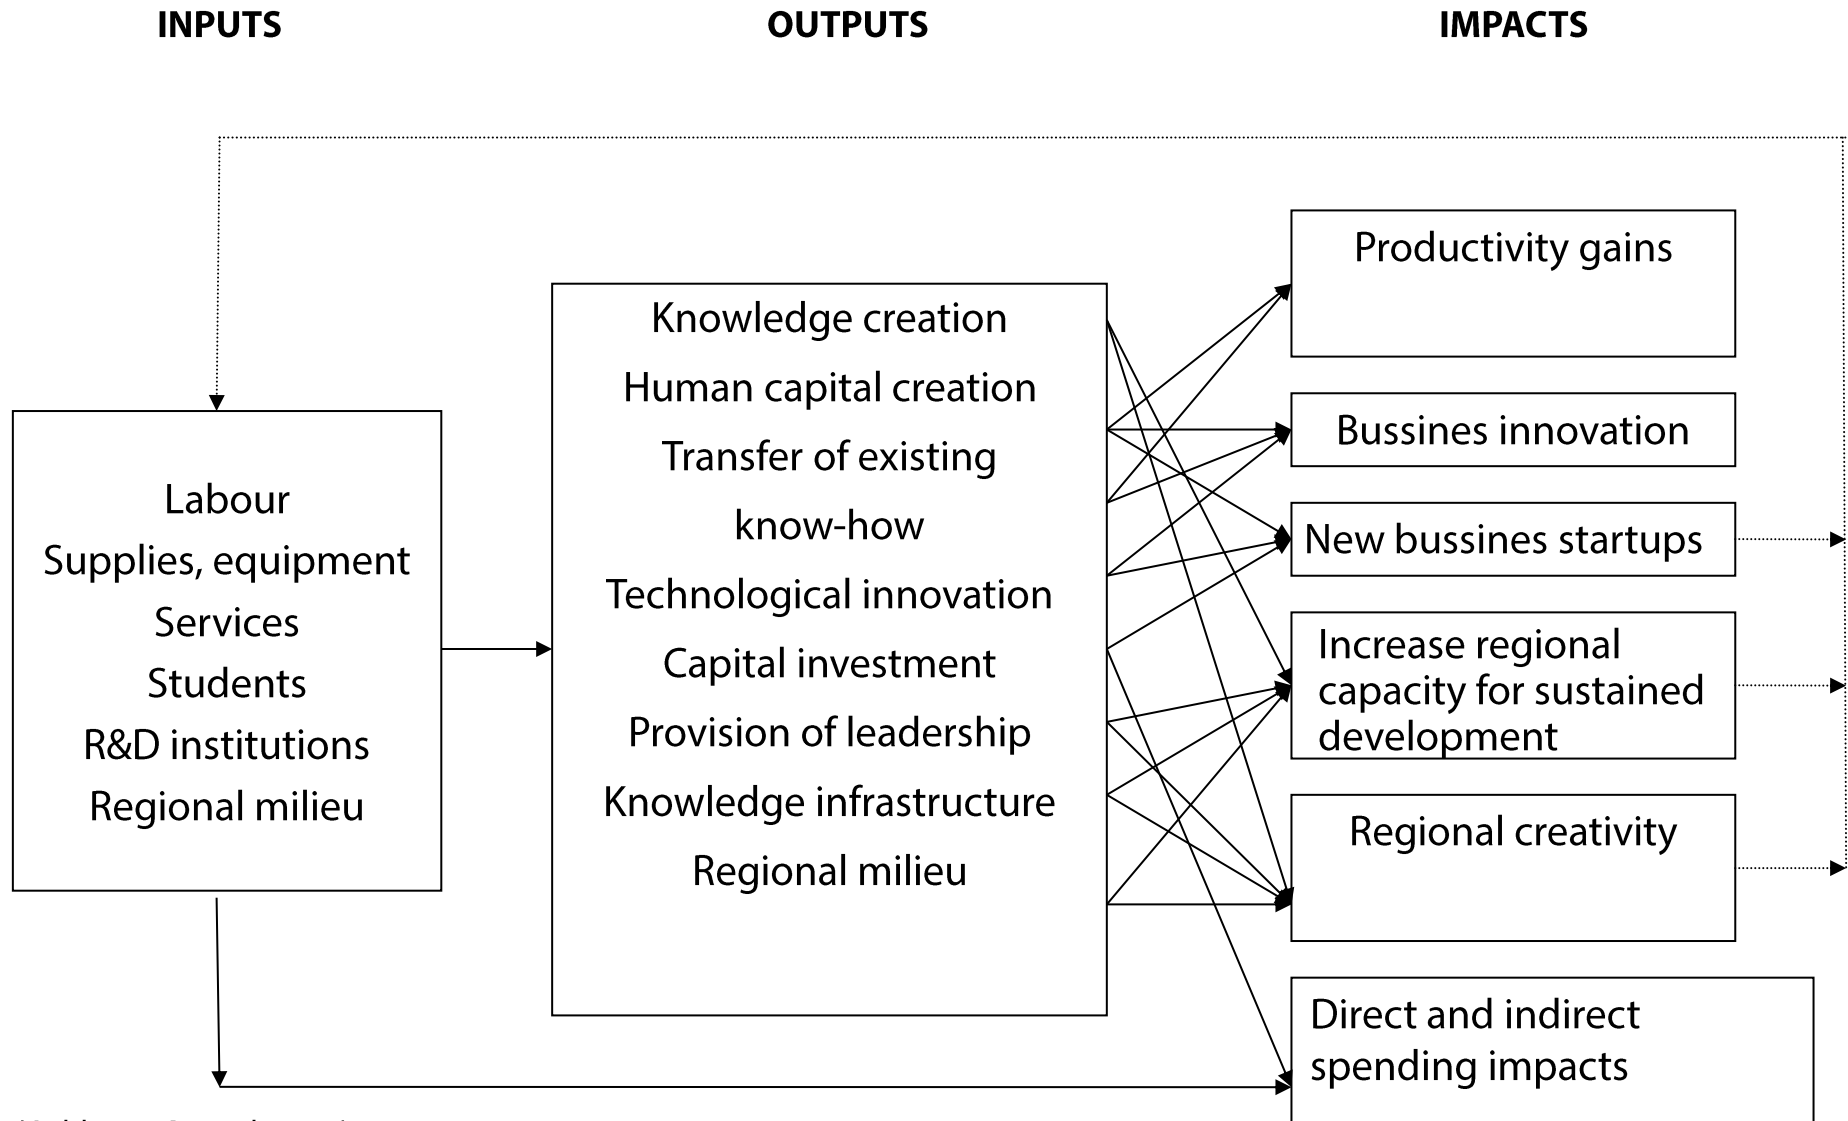 INPUTS
OUTPUTS
IMPACTS
Labour
Supplies, equipment
Services
Students
R&D institutions
Regional milieu
Knowledge creation
Human capital creation
Transfer of existing
know-how
Technological innovation
Capital investment
Provision of leadership
Knowledge infrastructure
Regional milieu
Productivity gains
Bussines innovation
New bussines startups
Increase regional
capacity for sustained
development
Regional creativity
Direct and indirect
spending impacts